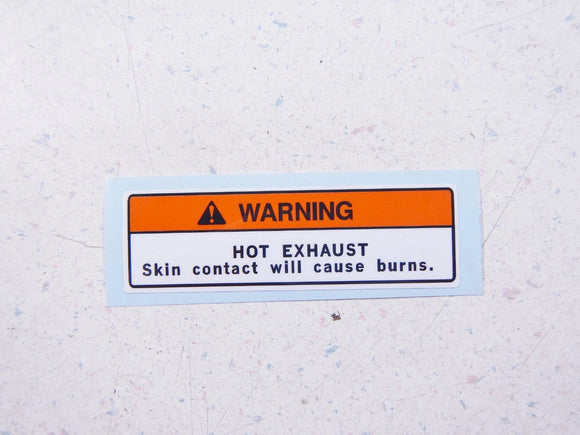 WARNING
HOT EXHAUST
Skin contact will cause burns.